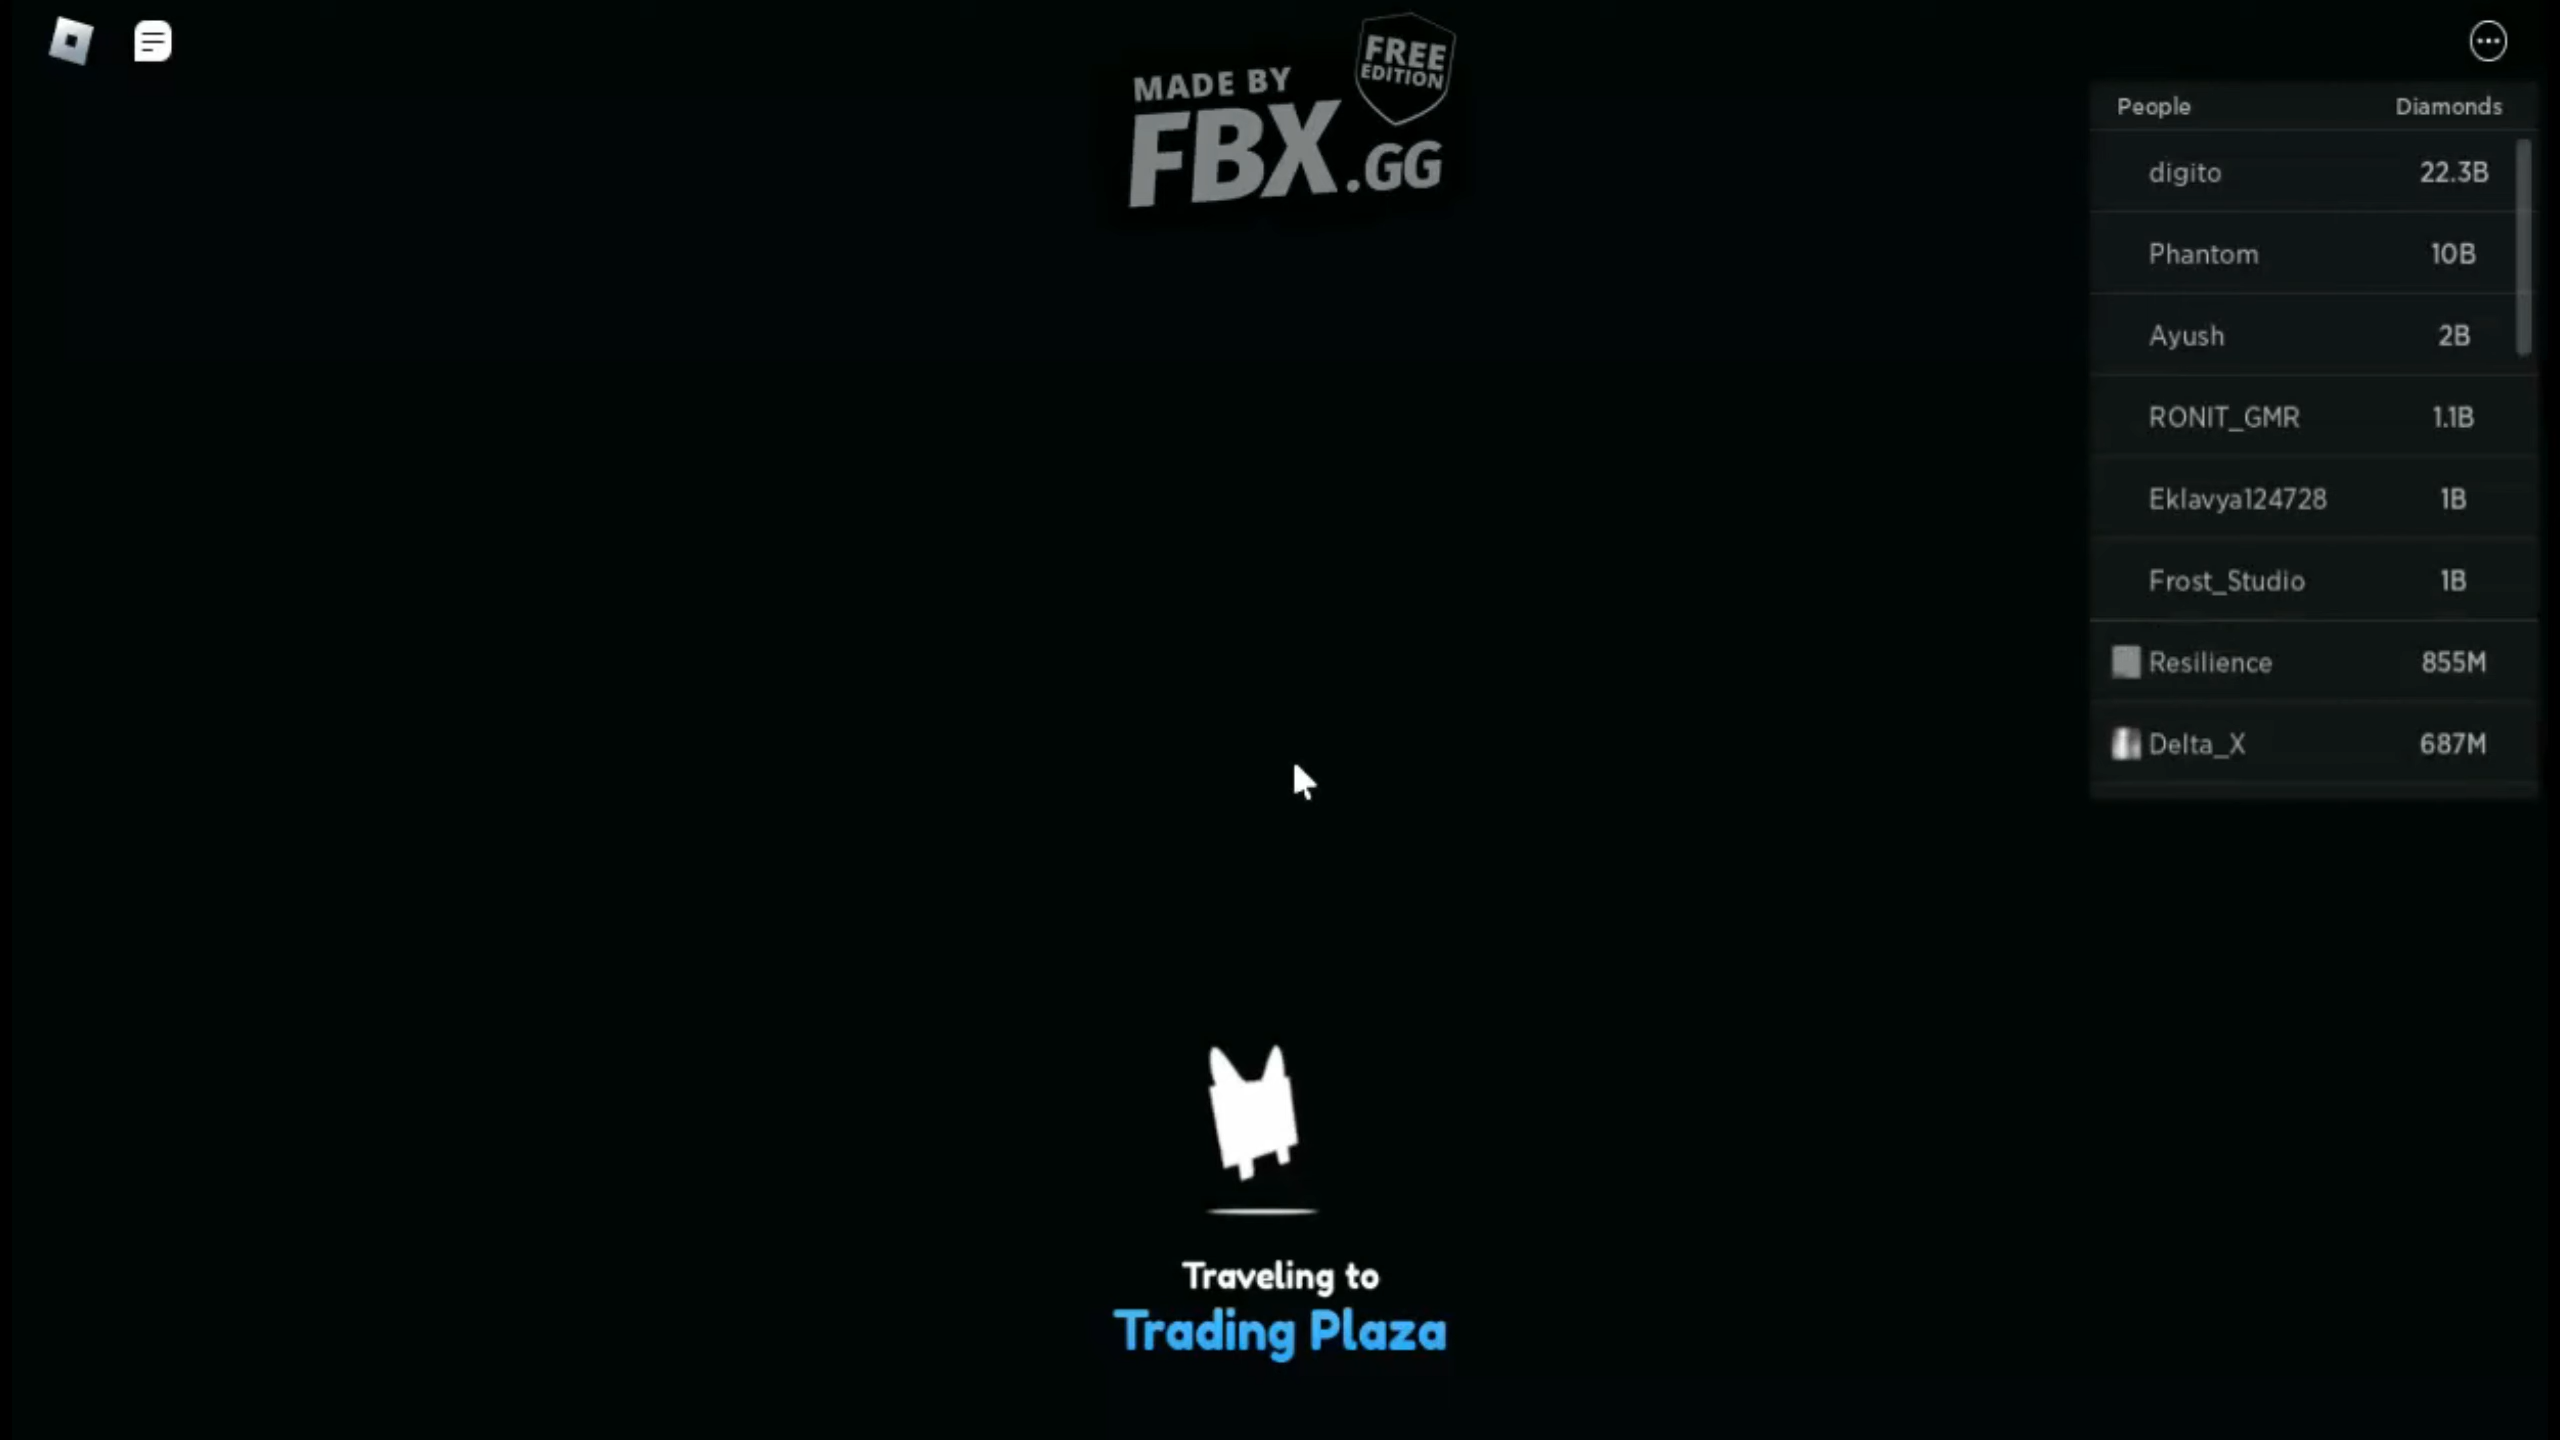 MADE BY
FBX.GG
FREE
EDITION
People Diamonds
digito 22.3B
Phantom 10B
Ayush 2B
RONIT_GMR 1.1B
Eklavya124728 1B
Frost_Studio 1B
Resilience 855M
Delta_X 687M
Traveling to
Trading Plaza